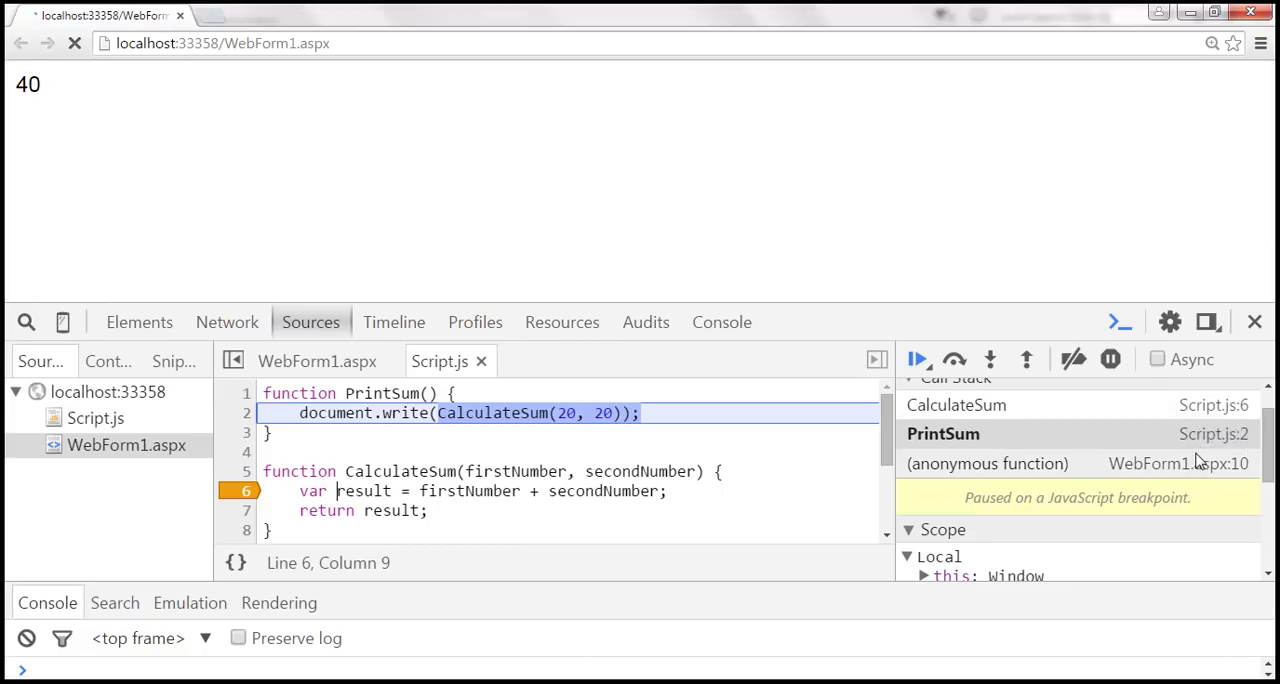 localhost:33358/WebForm
localhost:33358/WebForm1.aspx
40
Elements Network Sources Timeline Profiles Resources Audits Console
Sour... Cont... Snip... WebForm1.aspx Script.js Async
localhost:33358
Script.js
WebForm1.aspx
1 function PrintSum() {
2 document.write(CalculateSum(20, 20));
3 }
4
5 function CalculateSum(firstNumber, secondNumber) {
6 var result = firstNumber + secondNumber;
7 return result;
8 }
{} Line 6, Column 9
Call Stack
CalculateSum Script.js:6
PrintSum Script.js:2
(anonymous function) WebForm1.aspx:10
Paused on a JavaScript breakpoint.
Scope
Local
this: Window
Console Search Emulation Rendering
<top frame> Preserve log